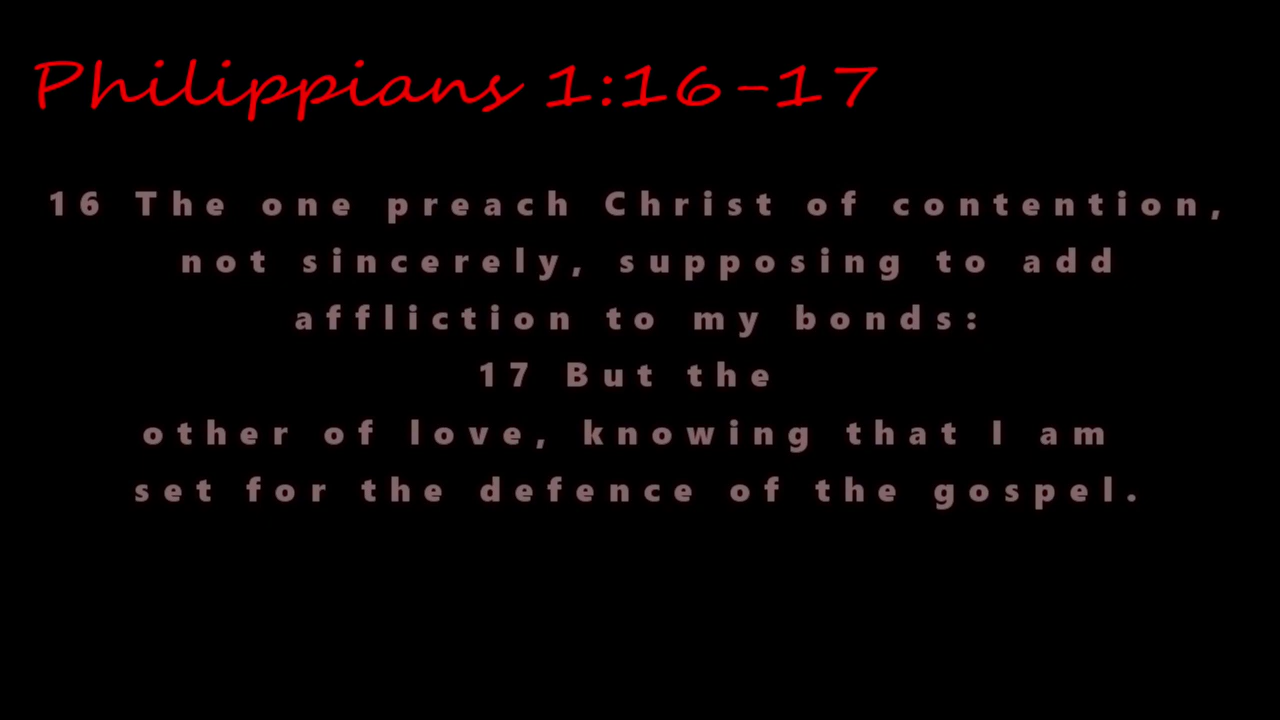 Philippians 1:16-17
16 The one preach Christ of contention,
not sincerely, supposing to add
affliction to my bonds:
17 But the
other of love, knowing that I am
set for the defence of the gospel.